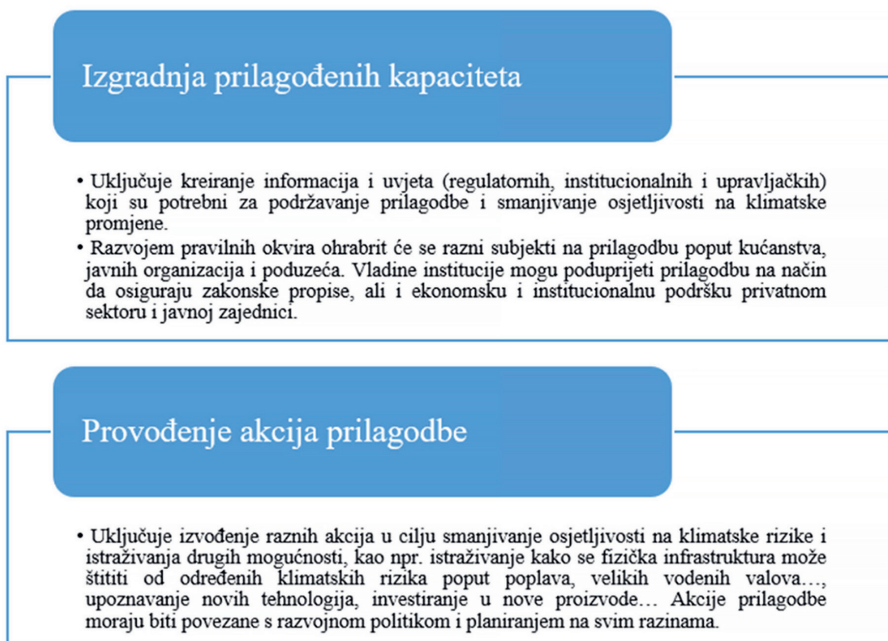 Izgradnja prilagođenih kapaciteta
• Uključuje kreiranje informacija i uvjeta (regulatornih, institucionalnih i upravljačkih)
koji su potrebni za podržavanje prilagodbe i smanjivanje osjetljivosti na klimatske
promjene.
• Razvojem pravilnih okvira ohrabrit će se razni subjekti na prilagodbu poput kućanstva,
javnih organizacija i poduzeća. Vladine institucije mogu poduprijeti prilagodbu na način
da osiguraju zakonske propise, ali i ekonomsku i institucionalnu podršku privatnom
sektoru i javnoj zajednici.
Provođenje akcija prilagodbe
• Uključuje izvođenje raznih akcija u cilju smanjivanje osjetljivosti na klimatske rizike i
istraživanja drugih mogućnosti, kao npr. istraživanje kako se fizička infrastruktura može
štititi od određenih klimatskih rizika poput poplava, velikih vodenih valova…,
upoznavanje novih tehnologija, investiranje u nove proizvode… Akcije prilagodbe
moraju biti povezane s razvojnom politikom i planiranjem na svim razinama.